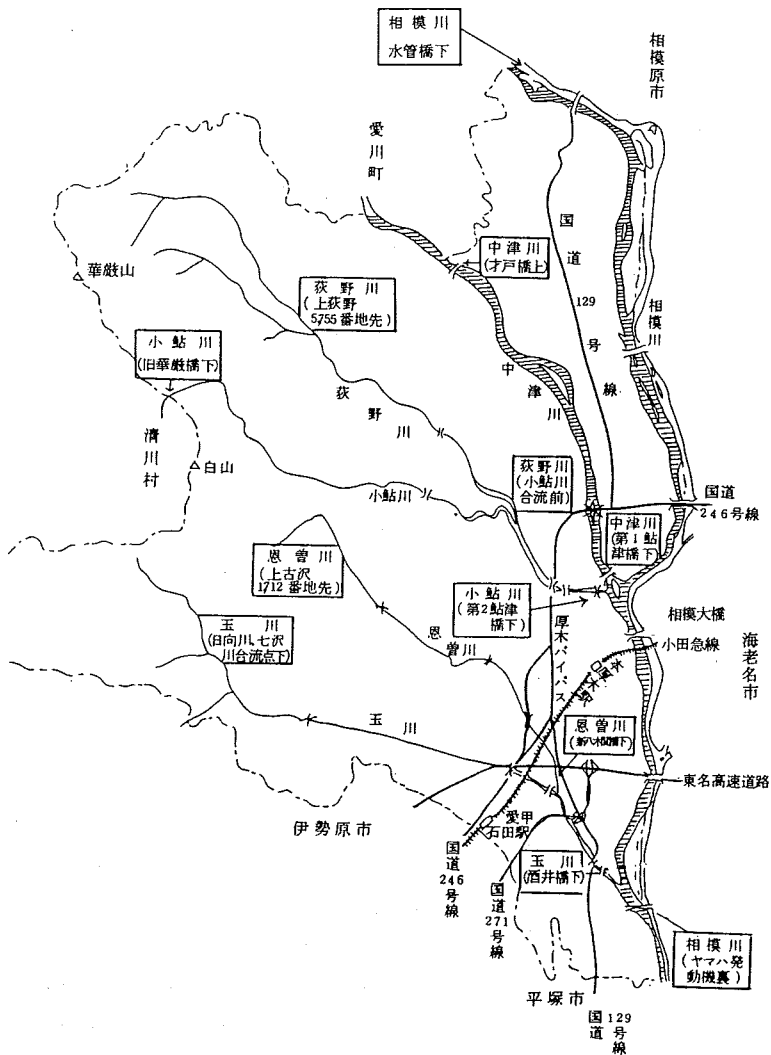 相模川
水管橋下
相模原市
愛川町
国道
129
号線
中津川
(才戸橋上)
華厳山
荻野川
(上荻野
5,755番地先)
相模川
小鮎川
(旧華厳橋下)
中津川
荻野川
清川村
白山
小鮎川
荻野川
(小鮎川
合流前)
国道
246号線
中津川
(第1鮎
津橋下)
恩曽川
(上古沢
1712番地先)
小鮎川
(第2鮎津
橋下)
相模大橋
玉川
(日向川、七沢
川合流点下)
恩曽川
厚木バイパス
本厚木駅
小田急線
海老名市
玉川
恩曽川
東名高速道路
伊勢原市
愛甲
石田駅
国道
246
号線
国道
271
号線
玉川
(酒井橋下)
相模川
(ヤマハ発
動機裏)
平塚市
国道
129
号線